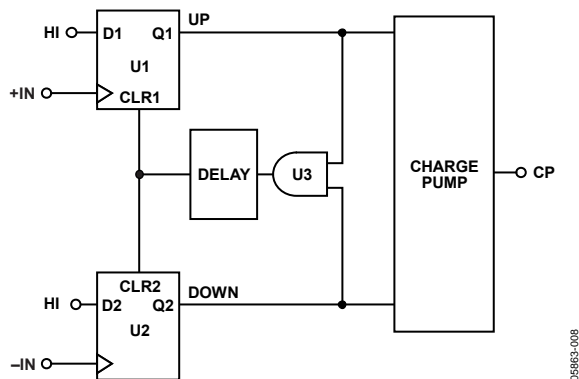 UP
HI D1 Q1
U1
+IN
CLR1
DELAY
U3
CHARGE
PUMP
CP
CLR2
DOWN
HI D2 Q2
U2
–IN
05863-008